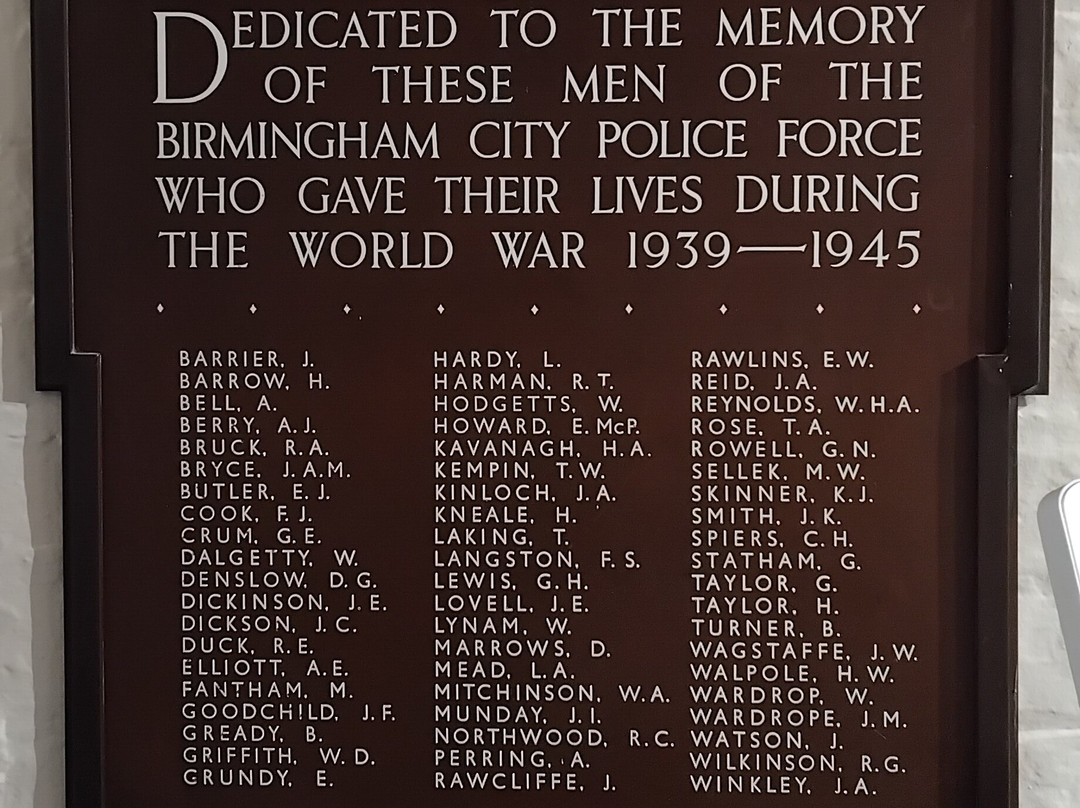 DEDICATED TO THE MEMORY
OF THESE MEN OF THE
BIRMINGHAM CITY POLICE FORCE
WHO GAVE THEIR LIVES DURING
THE WORLD WAR 1939—1945
BARRIER, J.
BARROW, H.
BELL, A.
BERRY, A.J.
BRUCK, R.A.
BRYCE, J.A.M.
BUTLER, E.J.
COOK, F.J.
CRUM, G.E.
DALGETTY, W.
DENSLOW, D.G.
DICKINSON, J.E.
DICKSON, J.C.
DUCK, R.E.
ELLIOTT, A.E.
FANTHAM, M.
GOODCHILD, J.F.
GREADY, B.
GRIFFITH, W.D.
GRUNDY, E.
HARDY, L.
HARMAN, R.T.
HODGETTS, W.
HOWARD, E.McP.
KAVANAGH, H.A.
KEMPIN, T.W.
KINLOCH, J.A.
KNEALE, H.
LAKING, T.
LANGSTON, F.S.
LEWIS, G.H.
LOVELL, J.E.
LYNAM, W.
MARROWS, D.
MEAD, L.A.
MITCHINSON, W.A.
MUNDAY, J.I.
NORTHWOOD, R.C.
PERRING, A.
RAWCLIFFE, J.
RAWLINS, E.W.
REID, J.A.
REYNOLDS, W.H.A.
ROSE, T.A.
ROWELL, G.N.
SELLEK, M.W.
SKINNER, K.J.
SMITH, J.K.
SPIERS, C.H.
STATHAM, G.
TAYLOR, G.
TAYLOR, H.
TURNER, B.
WAGSTAFFE, J.W.
WALPOLE, H.W.
WARDROP, W.
WARDROPE, J.M.
WATSON, J.
WILKINSON, R.G.
WINKLEY, J.A.